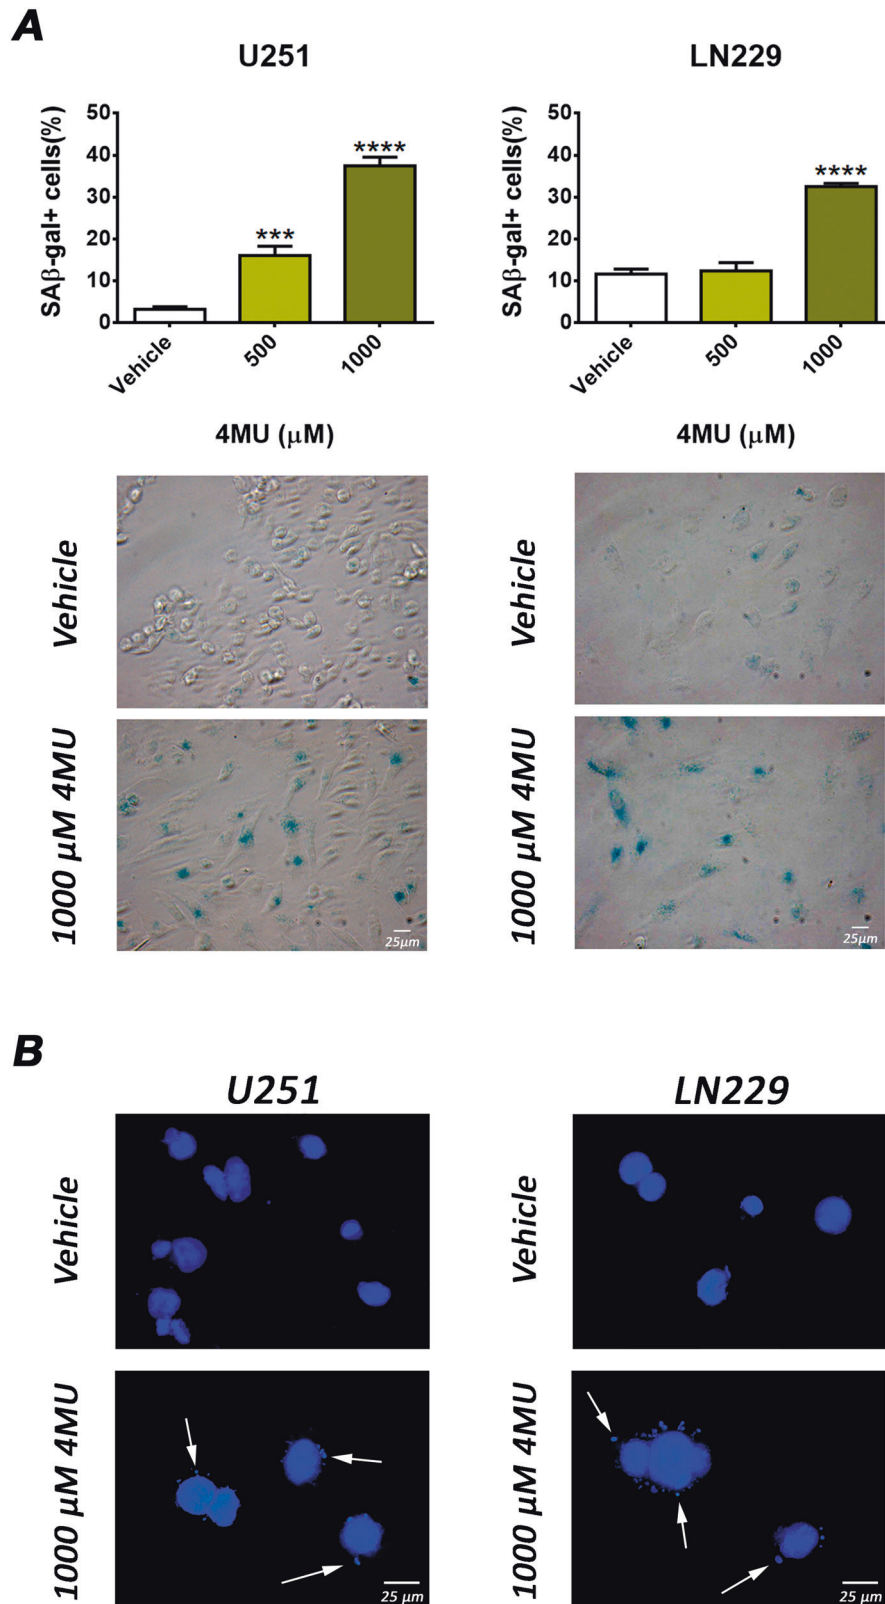 A
U251
LN229
SAβ-gal+ cells(%)
50
40
30
20
10
0
***
****
Vehicle
500
1000
4MU (μM)
SAβ-gal+ cells(%)
50
40
30
20
10
0
****
Vehicle
500
1000
4MU (μM)
Vehicle
Vehicle
1000 μM 4MU
25μm
1000 μM 4MU
25μm
B
U251
LN229
Vehicle
Vehicle
1000 μM 4MU
25 μm
1000 μM 4MU
25 μm